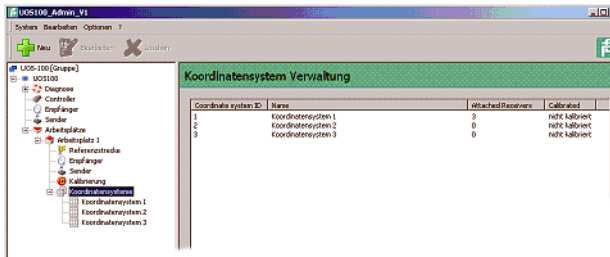 UOS100_Admin_V1
System Bearbeiten Optionen ?
Neu Bearbeiten Löschen
UOS-100 [Gruppe]
UOS100
Diagnose
Controller
Empfänger
Sender
Arbeitsplätze
Arbeitsplatz 1
Referenzstrecke
Empfänger
Sender
Kalibrierung
Koordinatensysteme
Koordinatensystem 1
Koordinatensystem 2
Koordinatensystem 3
Koordinatensystem Verwaltung
Coordinate system ID Name Attached Receivers Calibrated
1 Koordinatensystem 1 3 nicht kalibriert
2 Koordinatensystem 2 0 nicht kalibriert
3 Koordinatensystem 3 0 nicht kalibriert